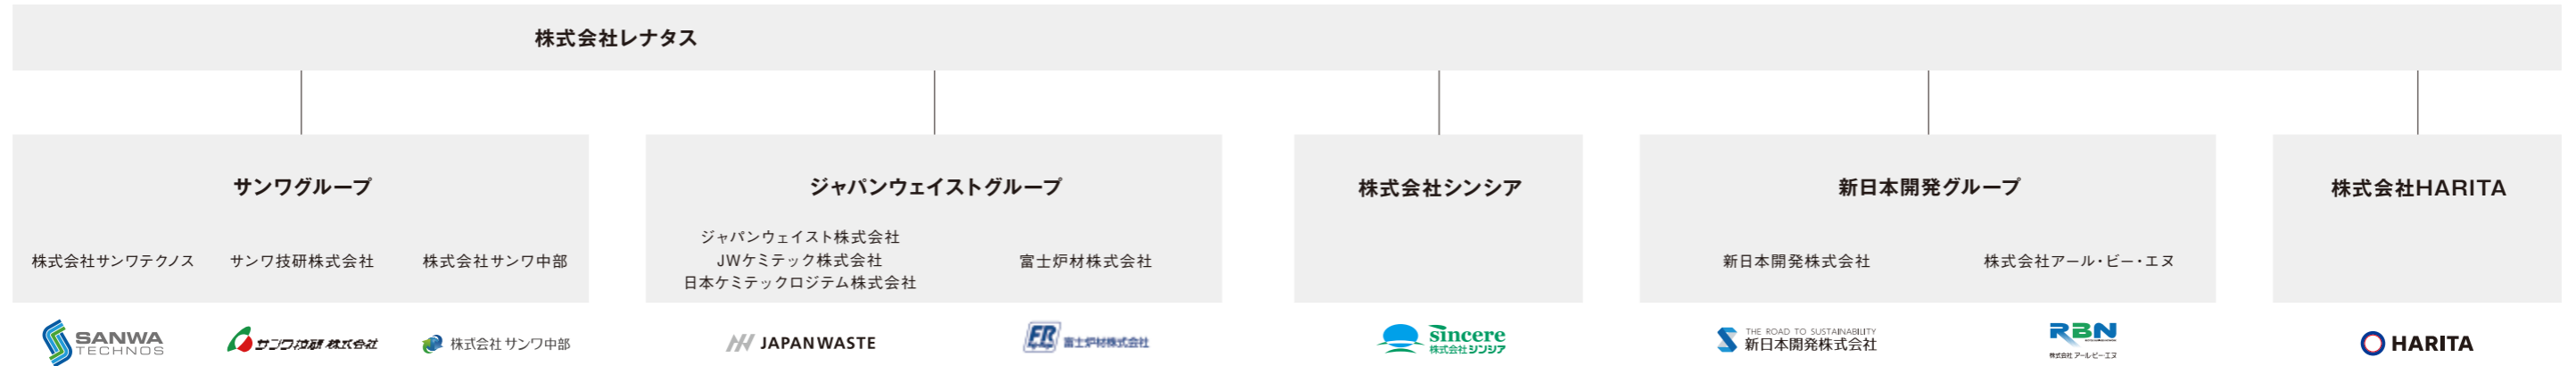 株式会社レナタス
サンワグループ
株式会社サンワテクノス
サンワ技研株式会社
株式会社サンワ中部
ジャパンウェイストグループ
ジャパンウェイスト株式会社
JWケミテック株式会社
日本ケミテックロジテム株式会社
富士炉材株式会社
株式会社シンシア
新日本開発グループ
新日本開発株式会社
株式会社アール・ビー・エヌ
株式会社HARITA
SANWA
TECHNOS
サンワ技研 株式会社
株式会社 サンワ中部
JAPAN WASTE
FR
富士炉材株式会社
sincere
株式会社シンシア
THE ROAD TO SUSTAINABILITY
新日本開発株式会社
RBN
株式会社 アールビーエヌ
HARITA